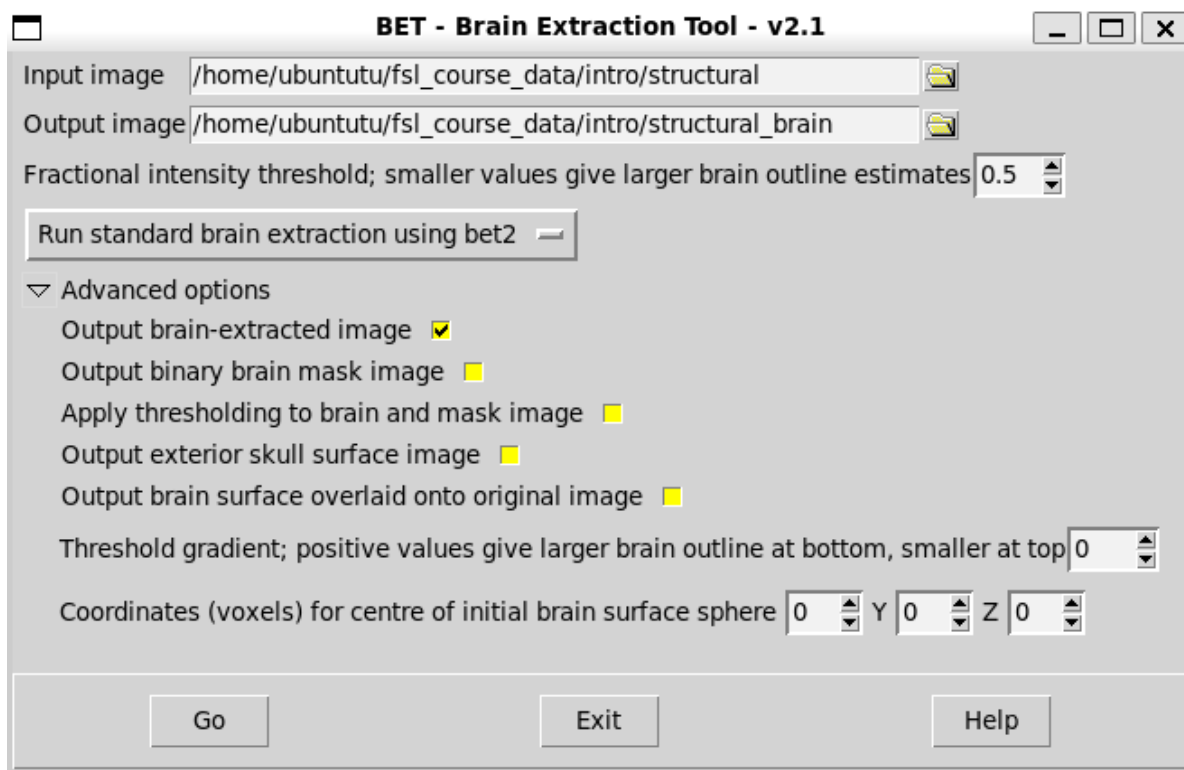 BET - Brain Extraction Tool - v2.1
Input image /home/ubuntutu/fsl_course_data/intro/structural
Output image /home/ubuntutu/fsl_course_data/intro/structural_brain
Fractional intensity threshold; smaller values give larger brain outline estimates 0.5
Run standard brain extraction using bet2
Advanced options
Output brain-extracted image
Output binary brain mask image
Apply thresholding to brain and mask image
Output exterior skull surface image
Output brain surface overlaid onto original image
Threshold gradient; positive values give larger brain outline at bottom, smaller at top 0
Coordinates (voxels) for centre of initial brain surface sphere 0 Y 0 Z 0
Go Exit Help